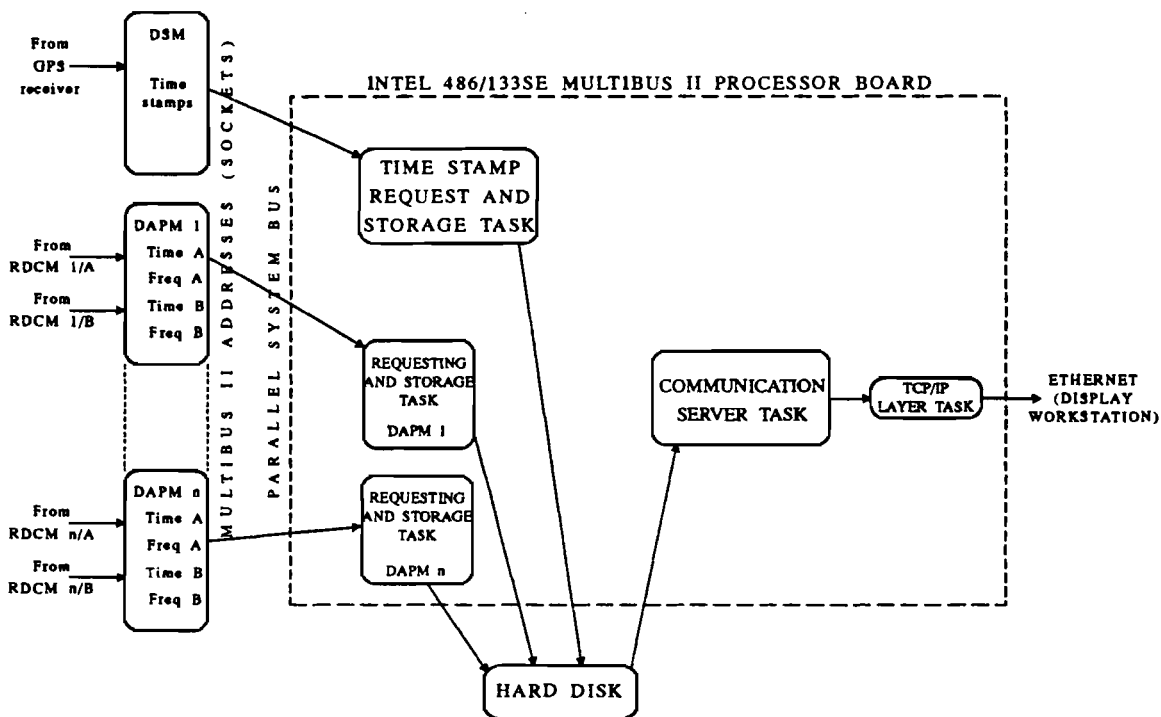 From
GPS
receiver
DSM
Time
stamps
MULTIBUS II ADDRESSES (SOCKETS)
PARALLEL SYSTEM BUS
INTEL 486/133SE MULTIBUS II PROCESSOR BOARD
TIME STAMP
REQUEST AND
STORAGE TASK
From
RDCM 1/A
From
RDCM 1/B
DAPM 1
Time A
Freq A
Time B
Freq B
REQUESTING
AND STORAGE
TASK
DAPM 1
COMMUNICATION
SERVER TASK
TCP/IP
LAYER TASK
ETHERNET
(DISPLAY
WORKSTATION)
From
RDCM n/A
From
RDCM n/B
DAPM n
Time A
Freq A
Time B
Freq B
REQUESTING
AND STORAGE
TASK
DAPM n
HARD DISK